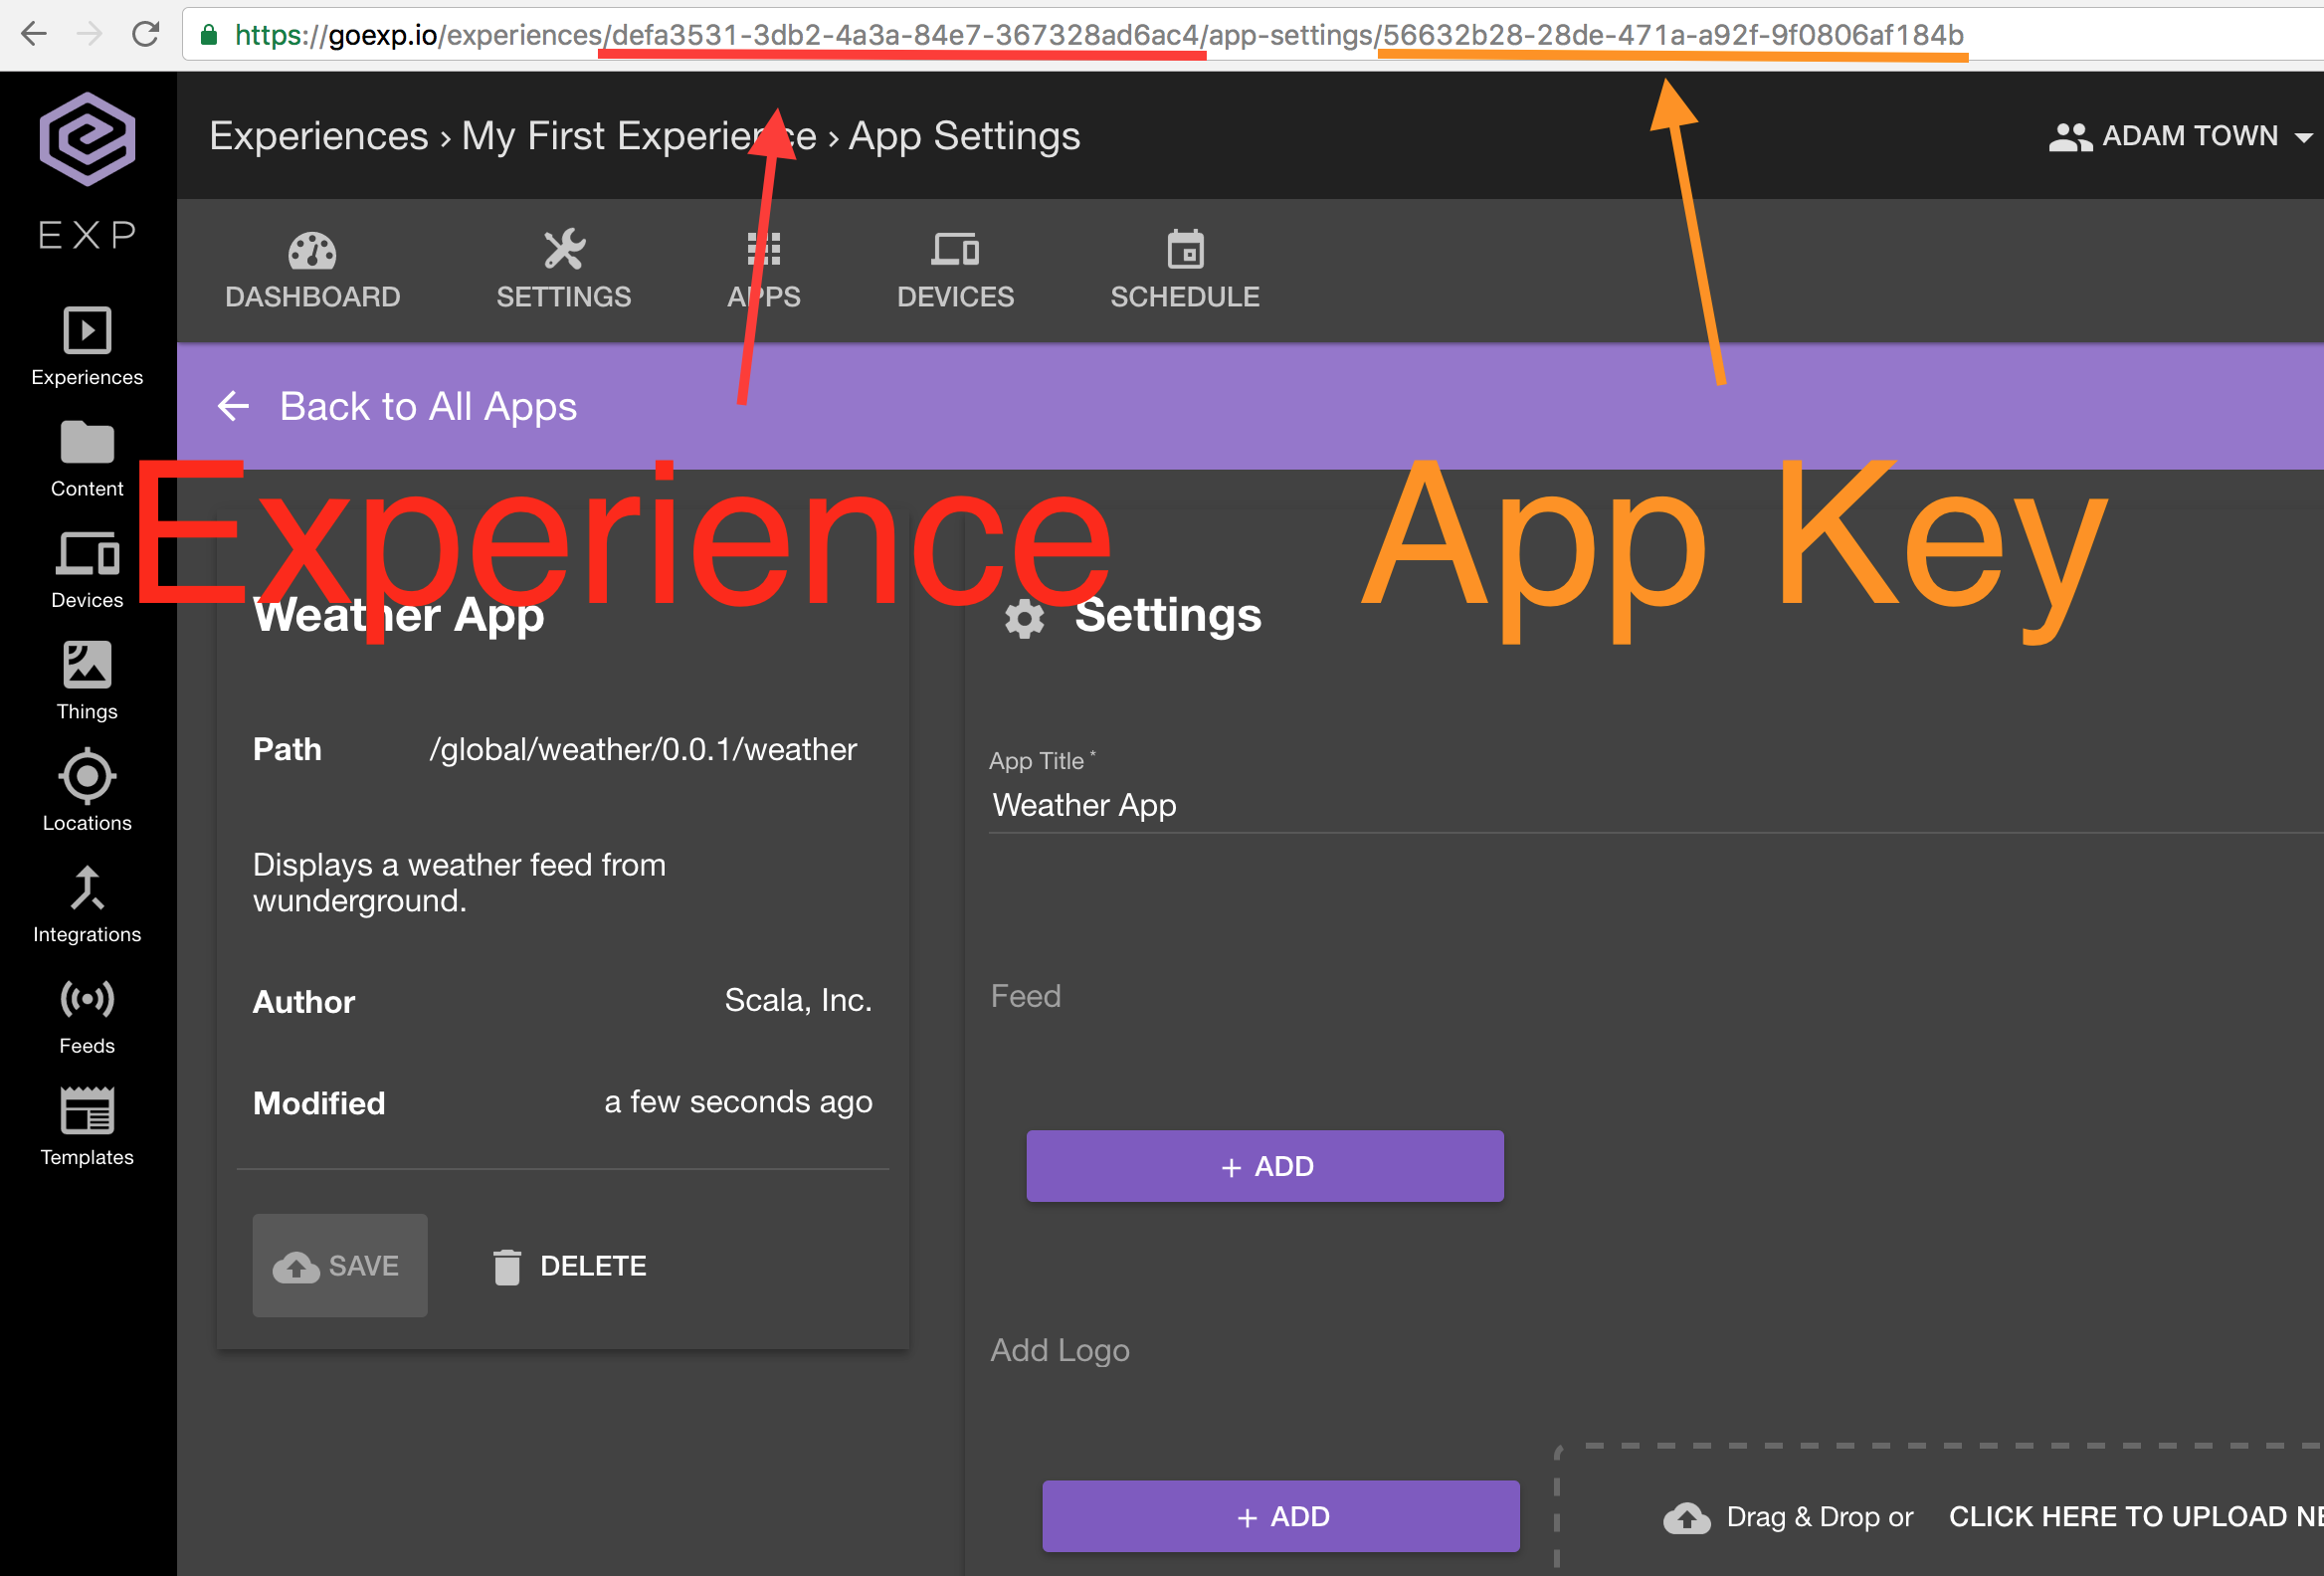 https://goexp.io/experiences/defa3531-3db2-4a3a-84e7-367328ad6ac4/app-settings/56632b28-28de-471a-a92f-9f0806af184b
Experiences › My First Experience › App Settings
ADAM TOWN
EXP
DASHBOARD
SETTINGS
APPS
DEVICES
SCHEDULE
Experiences
Content
Devices
Things
Locations
Integrations
Feeds
Templates
Back to All Apps
Experience
App Key
Weather App
Path /global/weather/0.0.1/weather
Displays a weather feed from
wunderground.
Author Scala, Inc.
Modified a few seconds ago
SAVE
DELETE
Settings
App Title *
Weather App
Feed
+ ADD
Add Logo
+ ADD
Drag & Drop or CLICK HERE TO UPLOAD NE